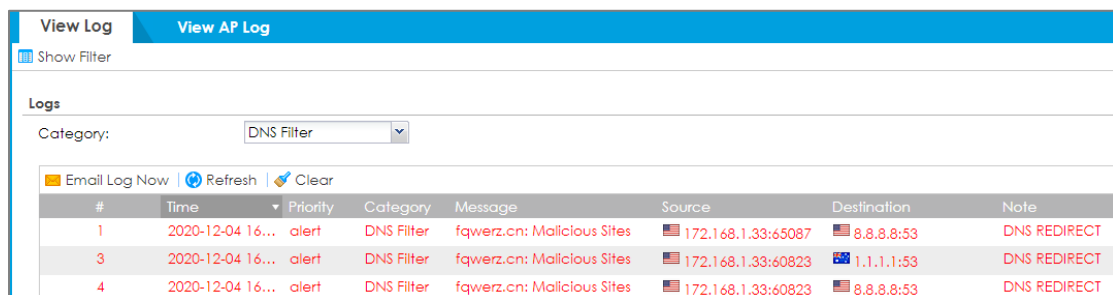 View Log View AP Log
Show Filter
Logs
Category: DNS Filter
Email Log Now Refresh Clear
# Time Priority Category Message Source Destination Note
1 2020-12-04 16... alert DNS Filter fqwerz.cn: Malicious Sites 172.168.1.33:65087 8.8.8.8:53 DNS REDIRECT
3 2020-12-04 16... alert DNS Filter fqwerz.cn: Malicious Sites 172.168.1.33:60823 1.1.1.1:53 DNS REDIRECT
4 2020-12-04 16... alert DNS Filter fqwerz.cn: Malicious Sites 172.168.1.33:60823 8.8.8.8:53 DNS REDIRECT